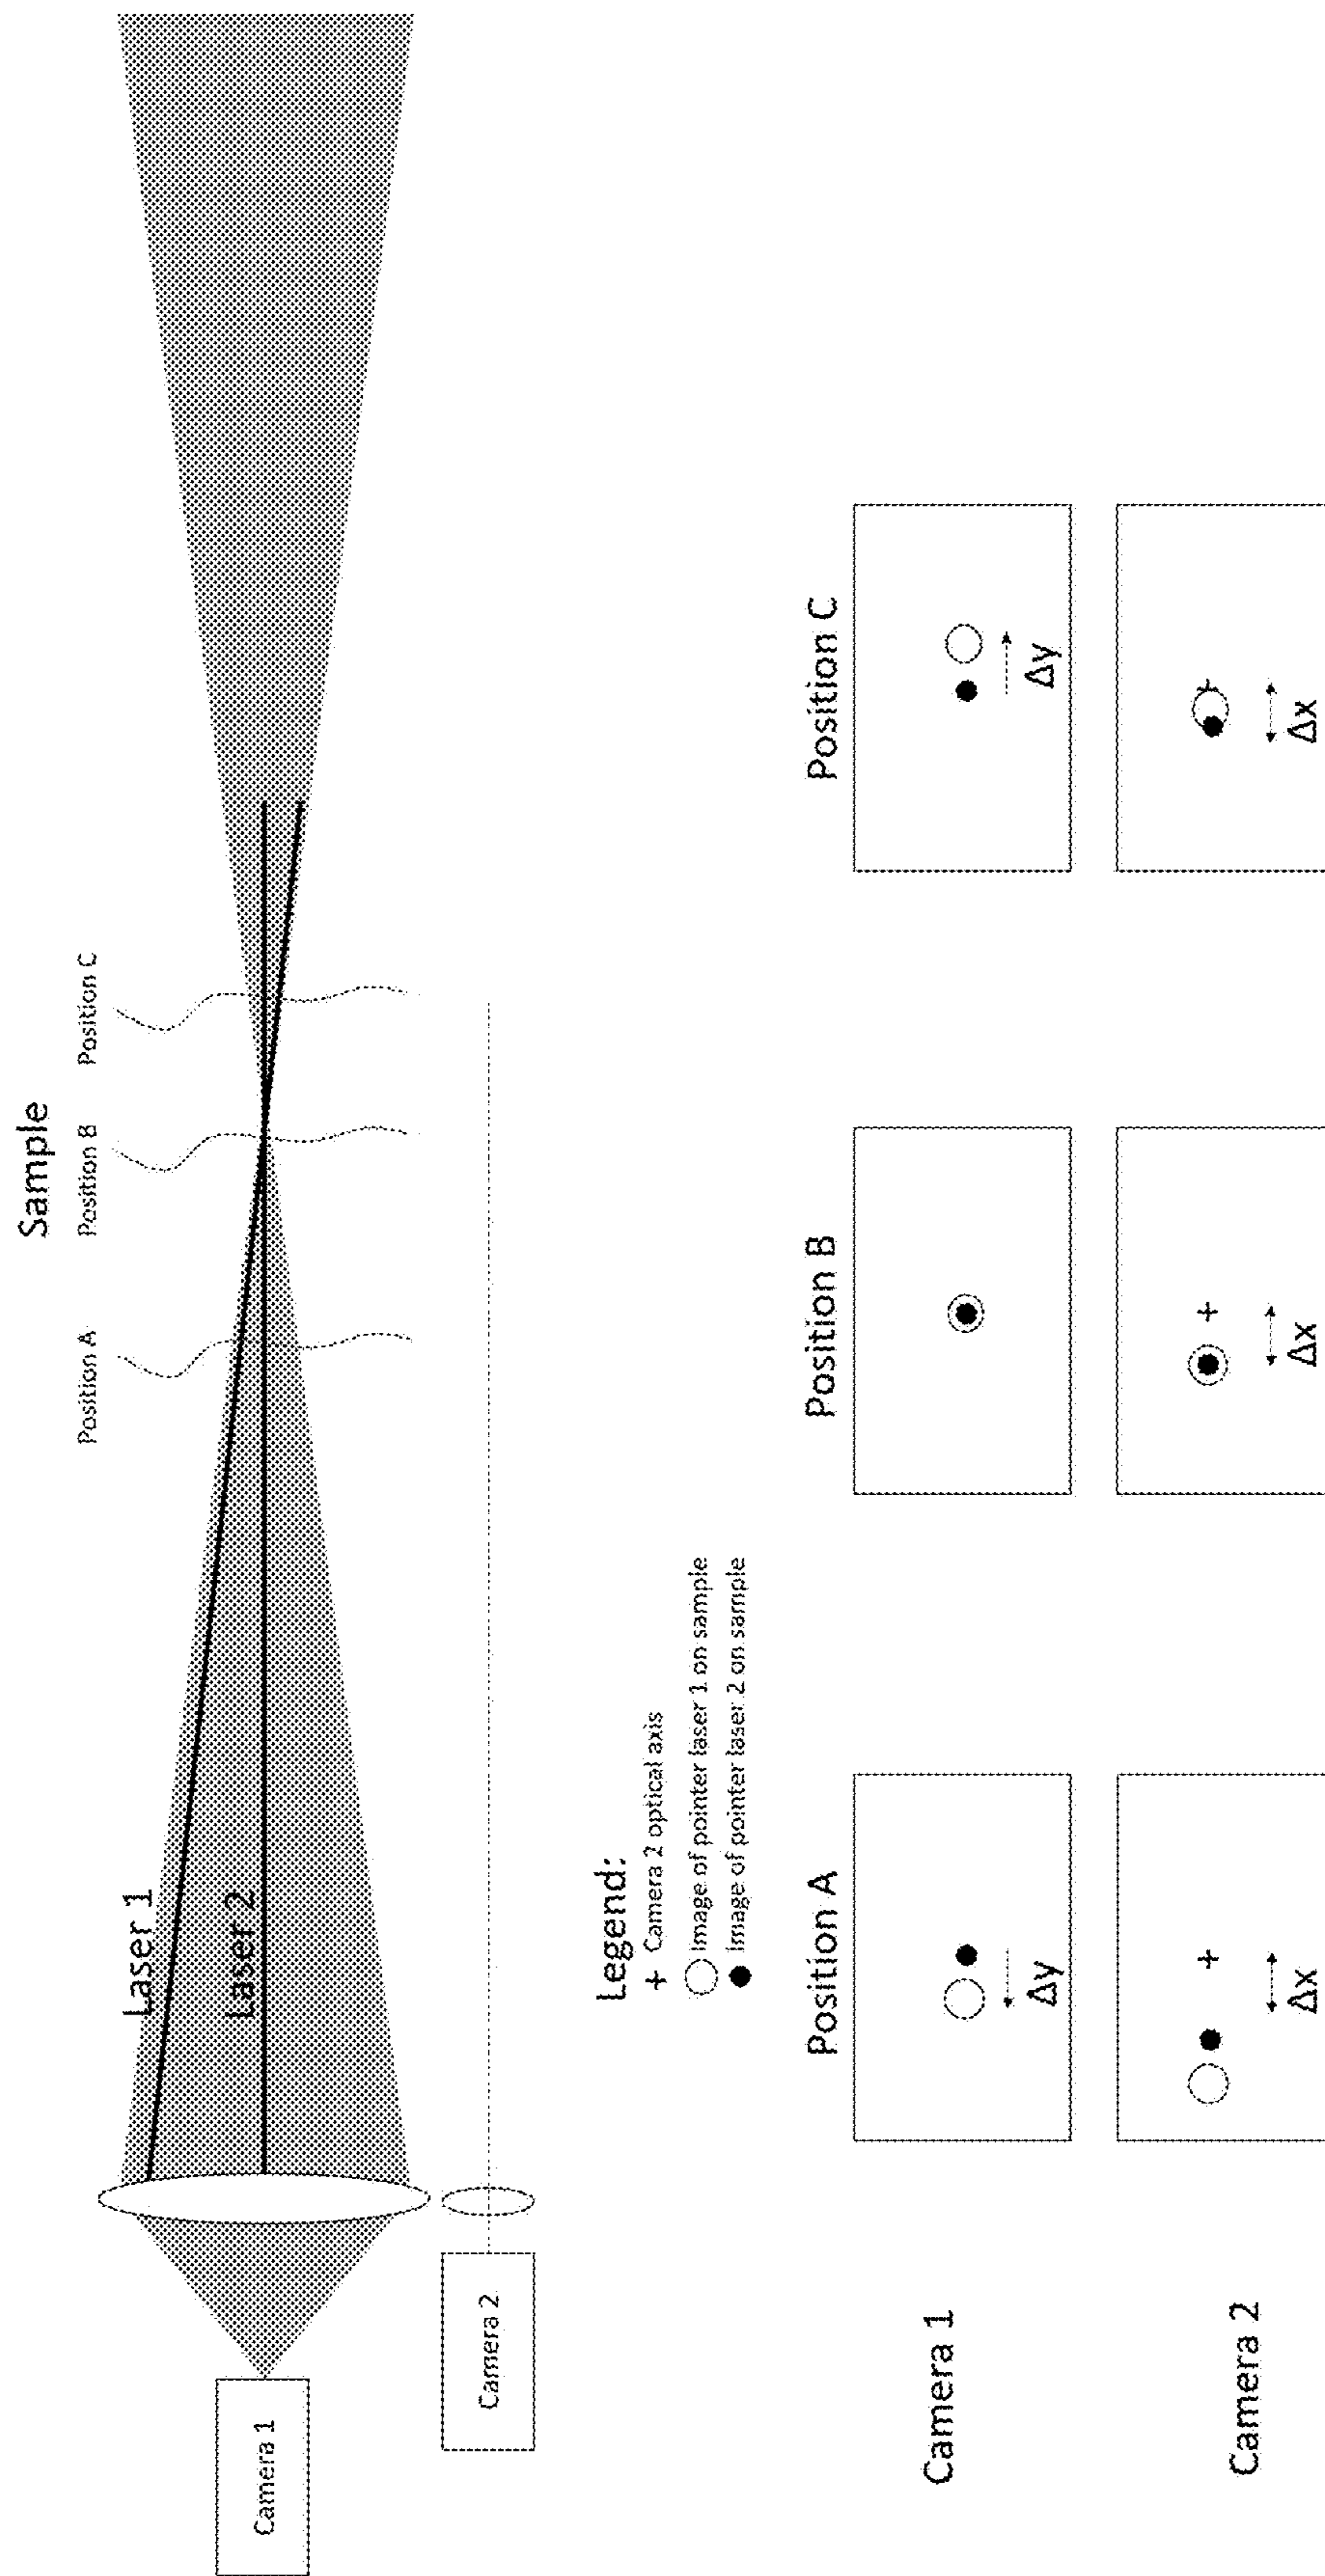 Sample
Position A
Position B
Position C
Laser 1
Laser 2
Camera 1
Camera 2
Legend:
+ Camera 2 optical axis
Image of pointer laser 1 on sample
Image of pointer laser 2 on sample
Position A
Position B
Position C
Camera 1
Δy
Δy
Camera 2
Δx
Δx
Δx